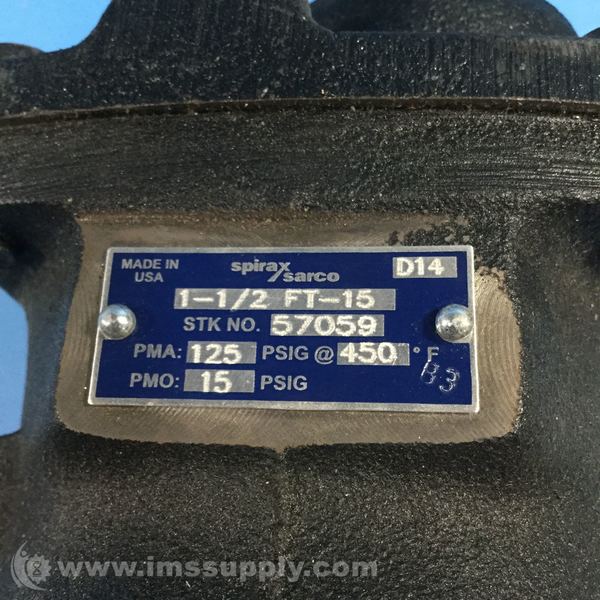 MADE IN
USA
spirax
sarco
D14
1-1/2 FT-15
STK NO. 57059
PMA: 125 PSIG @ 450 °F
B3
PMO: 15 PSIG
www.imssupply.com